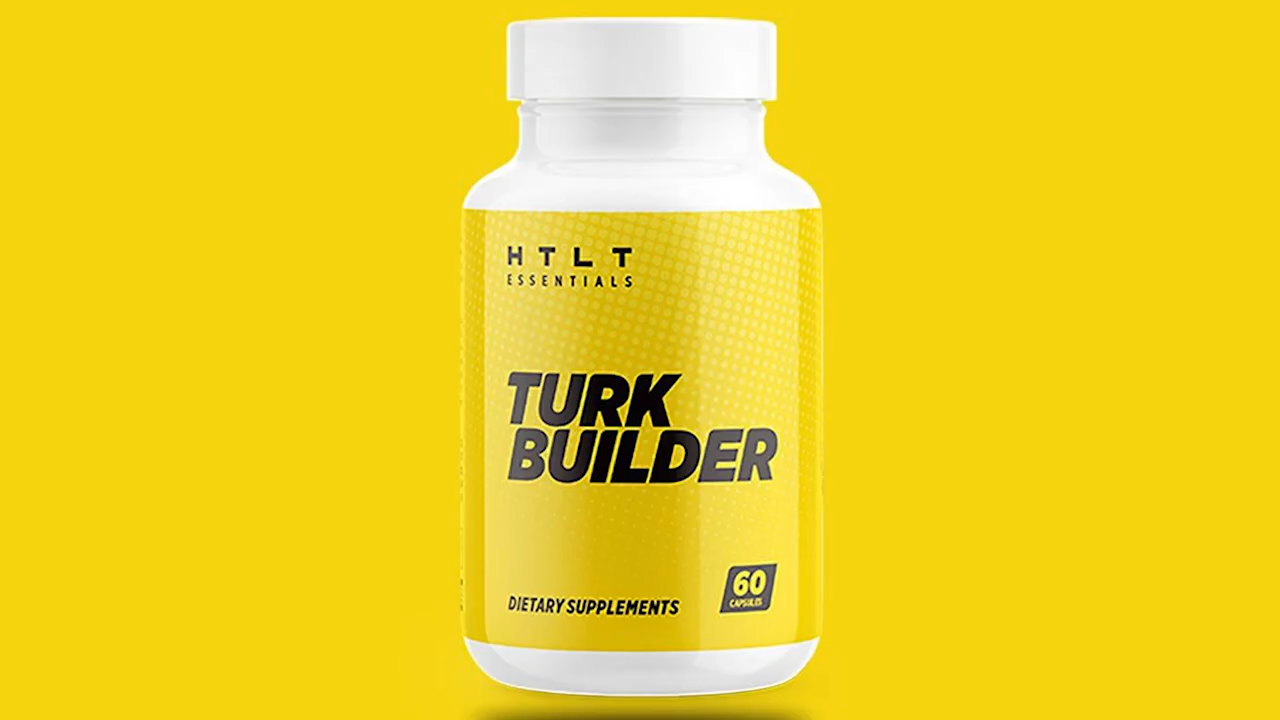 HTLT
ESSENTIALS
TURK
BUILDER
DIETARY SUPPLEMENTS
60
CAPSULES